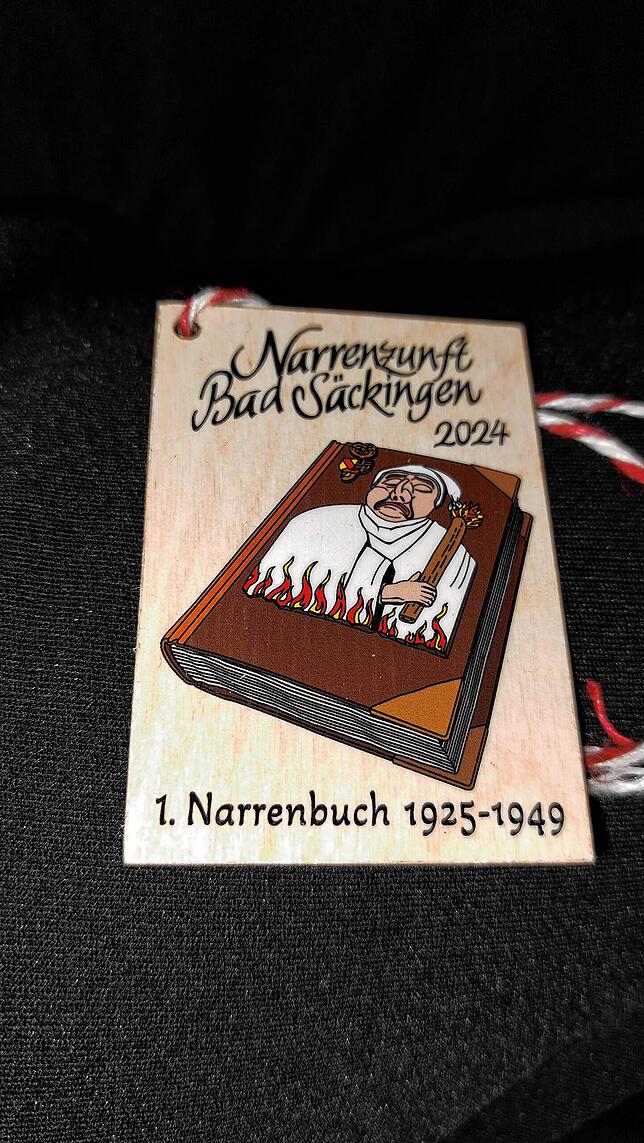 Narrenzunft
Bad Säckingen
2024
1. Narrenbuch 1925-1949